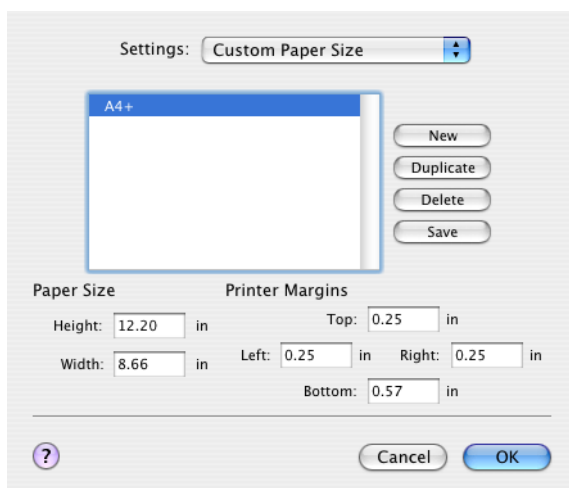 Settings: Custom Paper Size
A4+
New
Duplicate
Delete
Save
Paper Size
Printer Margins
Height: 12.20 in
Top: 0.25 in
Width: 8.66 in
Left: 0.25 in Right: 0.25 in
Bottom: 0.57 in
?
Cancel
OK